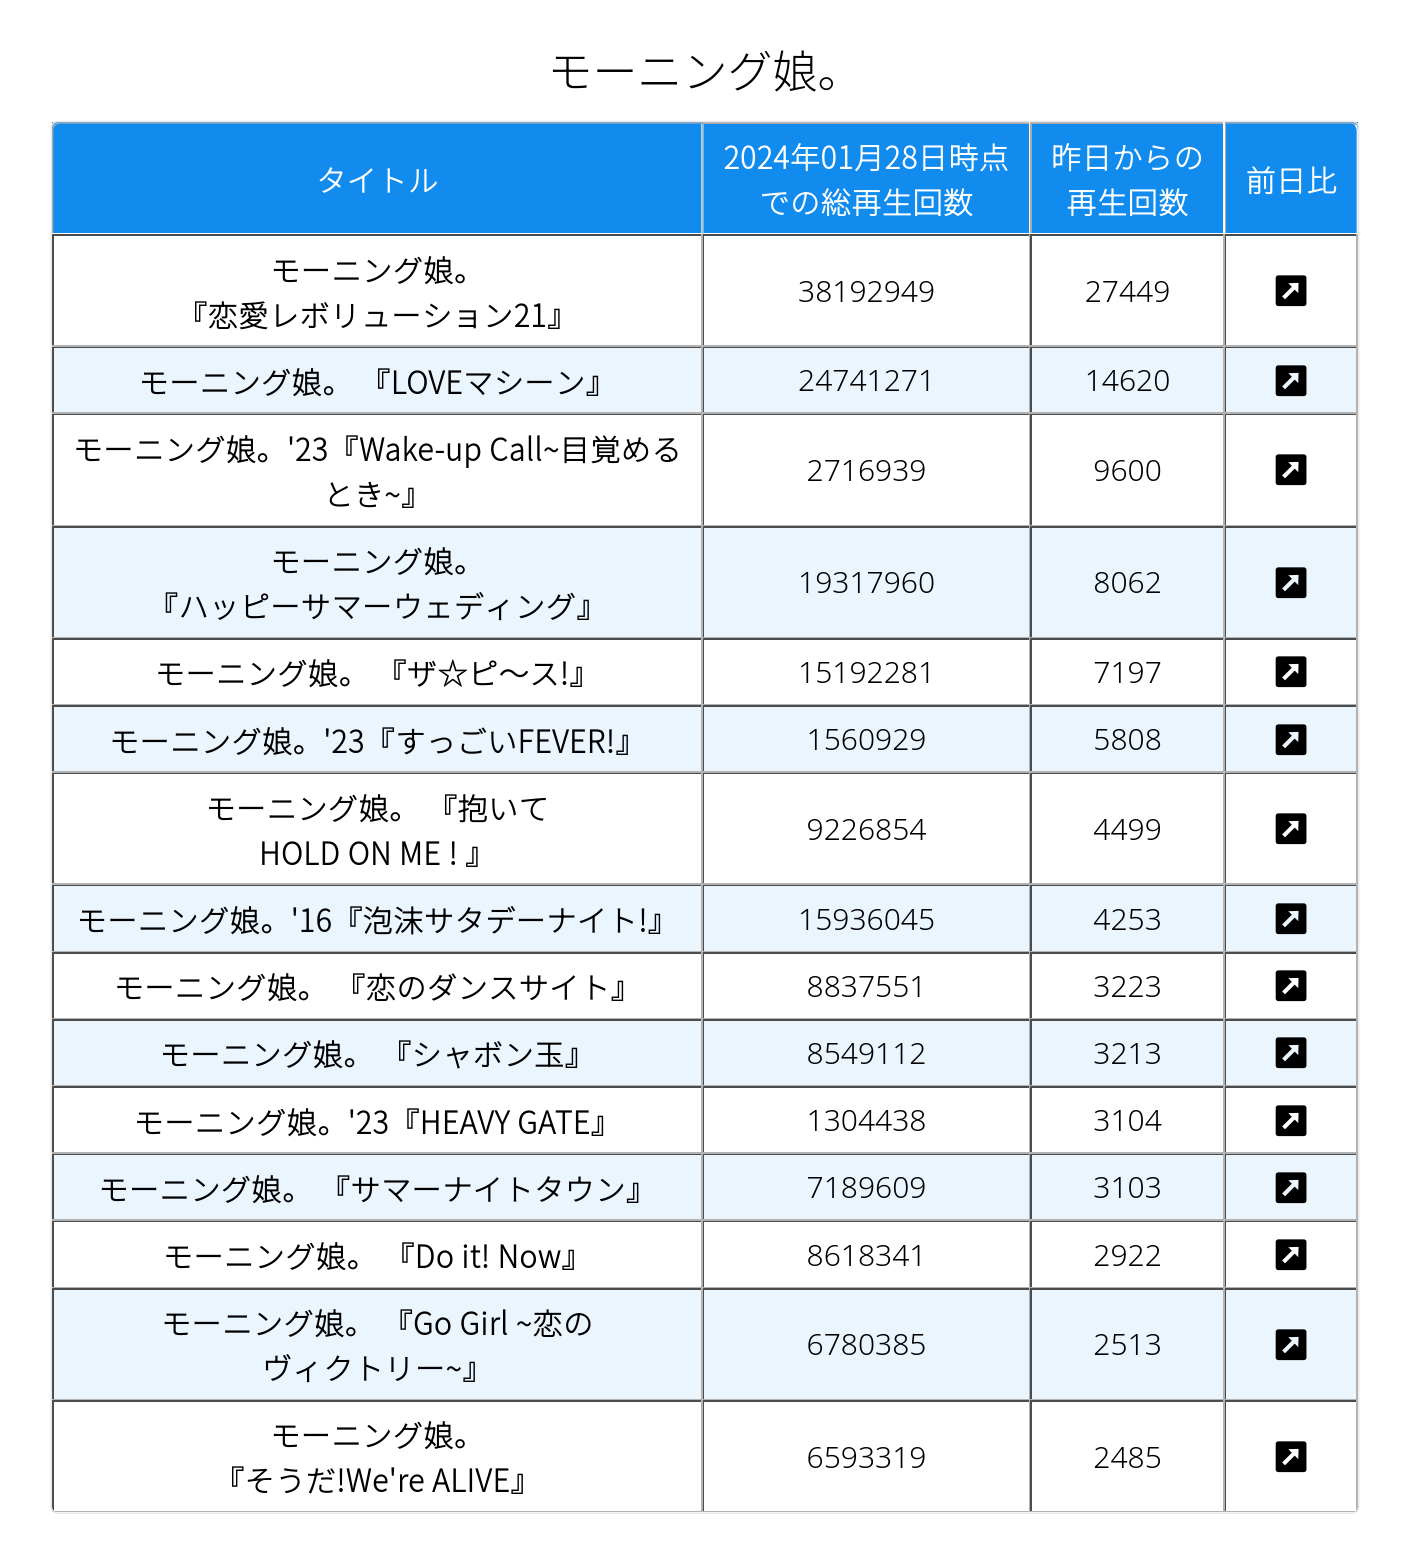 モーニング娘。
タイトル
2024年01月28日時点
での総再生回数
昨日からの
再生回数
前日比
モーニング娘。
『恋愛レボリューション21』
38192949
27449
モーニング娘。 『LOVEマシーン』
24741271
14620
モーニング娘。'23『Wake-up Call~目覚める
とき~』
2716939
9600
モーニング娘。
『ハッピーサマーウェディング』
19317960
8062
モーニング娘。 『ザ☆ピ〜ス!』
15192281
7197
モーニング娘。'23『すっごいFEVER!』
1560929
5808
モーニング娘。 『抱いて
HOLD ON ME ! 』
9226854
4499
モーニング娘。'16『泡沫サタデーナイト!』
15936045
4253
モーニング娘。 『恋のダンスサイト』
8837551
3223
モーニング娘。 『シャボン玉』
8549112
3213
モーニング娘。'23『HEAVY GATE』
1304438
3104
モーニング娘。 『サマーナイトタウン』
7189609
3103
モーニング娘。 『Do it! Now』
8618341
2922
モーニング娘。 『Go Girl ~恋の
ヴィクトリー~』
6780385
2513
モーニング娘。
『そうだ!We're ALIVE』
6593319
2485